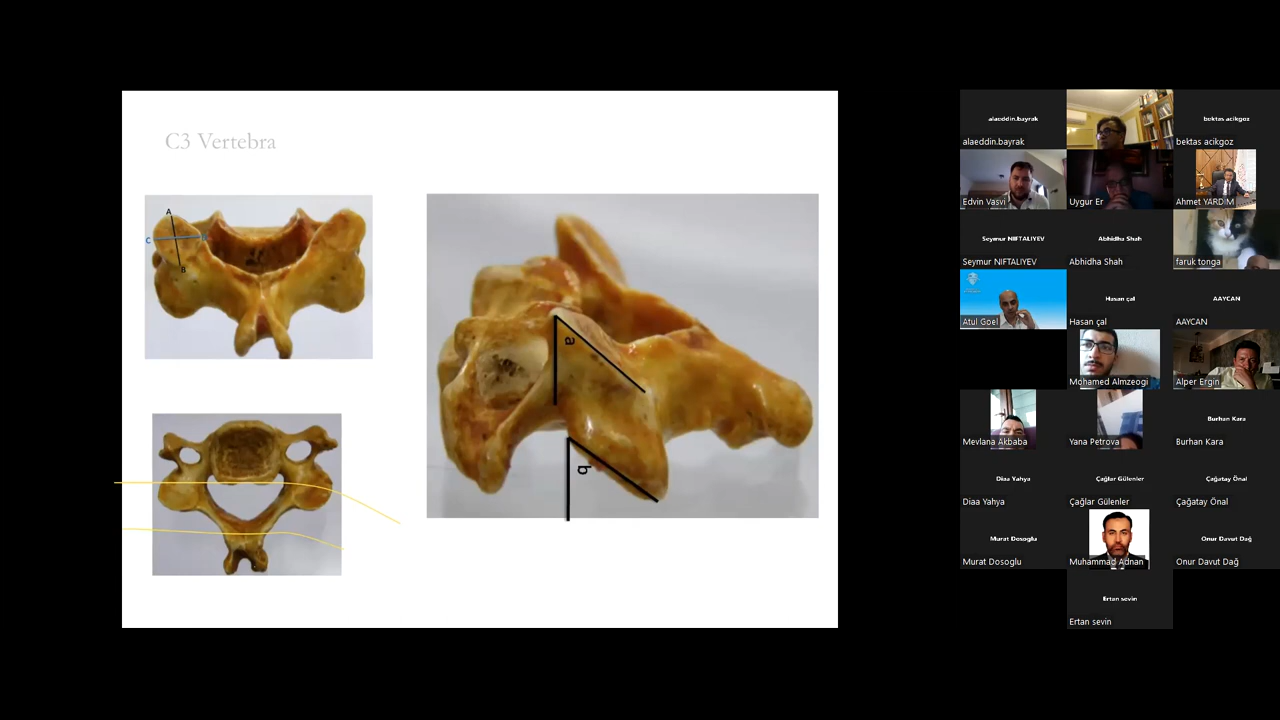 C3 Vertebra
A
C
B
a
b
alaeddin.bayrak
alaeddin.bayrak
bektas acikgoz
bektas acikgoz
Edvin Vasvi
Uygur Er
Ahmet YARDIM
Seymur NIFTALIYEV
Seymur NIFTALIYEV
Abhidha Shah
Abhidha Shah
faruk tonga
Atul Goel
Hasan çal
Hasan çal
AAYCAN
AAYCAN
Mohamed Almzeogi
Alper Ergin
Mevlana Akbaba
Yana Petrova
Burhan Kara
Burhan Kara
Diaa Yahya
Diaa Yahya
Çağlar Gülenler
Çağlar Gülenler
Çağatay Önal
Çağatay Önal
Murat Dosoglu
Murat Dosoglu
Muhammad Adnan
Onur Davut Dağ
Onur Davut Dağ
Ertan sevin
Ertan sevin